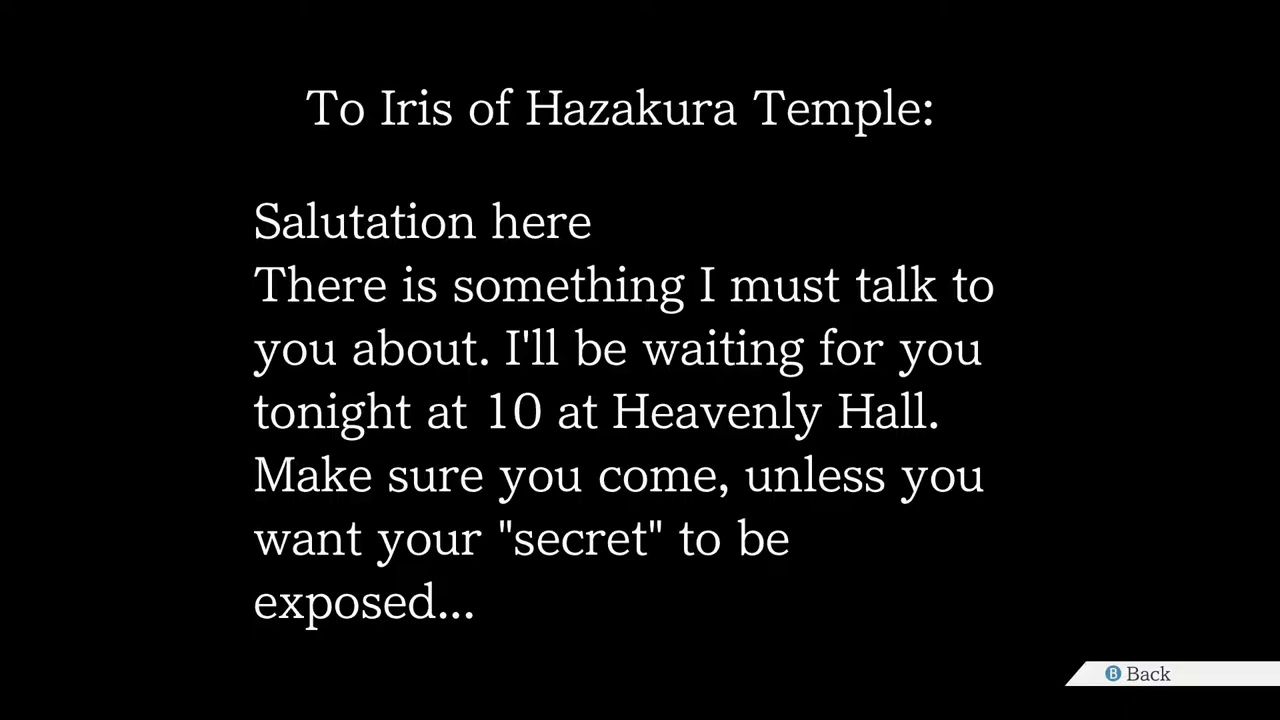 To Iris of Hazakura Temple:
Salutation here
There is something I must talk to
you about. I'll be waiting for you
tonight at 10 at Heavenly Hall.
Make sure you come, unless you
want your "secret" to be
exposed...
B Back